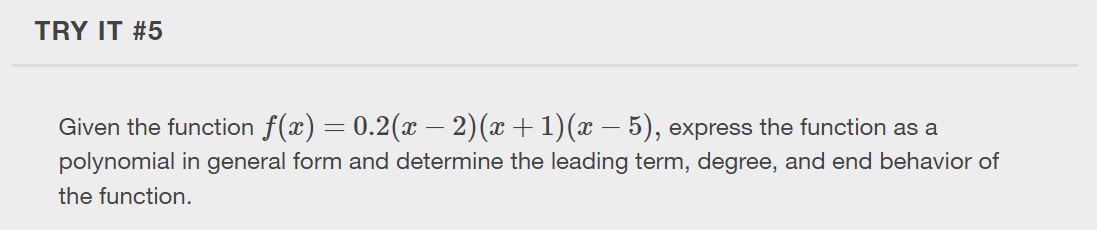 TRY IT #5
Given the function f(x) = 0.2(x − 2)(x + 1)(x − 5), express the function as a
polynomial in general form and determine the leading term, degree, and end behavior of
the function.